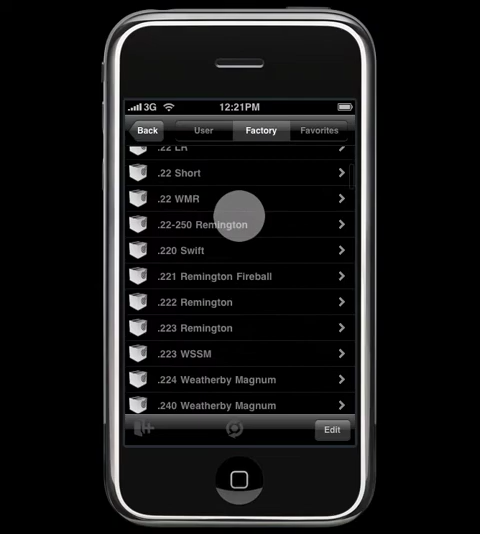 3G
12:21PM
Back
User
Factory
Favorites
.22 LR
.22 Short
.22 WMR
.22-250 Remington
.220 Swift
.221 Remington Fireball
.222 Remington
.223 Remington
.223 WSSM
.224 Weatherby Magnum
.240 Weatherby Magnum
Edit